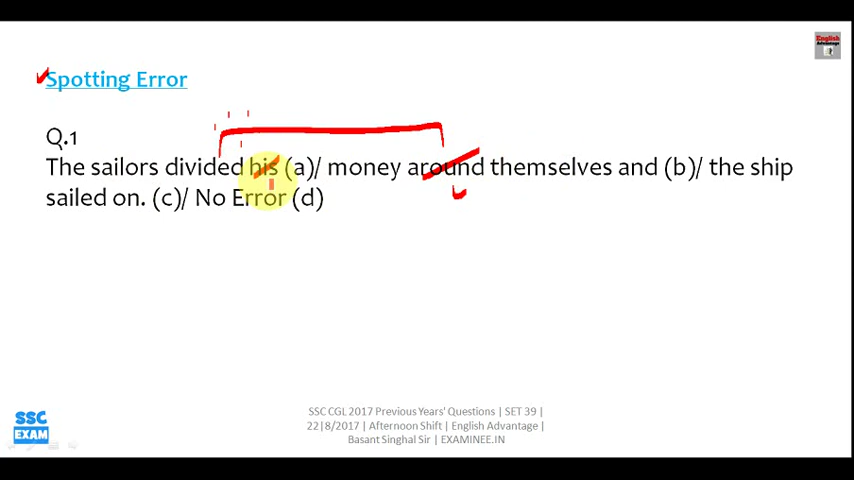 English
Advantage
Spotting Error
Q.1
The sailors divided his (a)/ money around themselves and (b)/ the ship
sailed on. (c)/ No Error (d)
SSC
EXAM
SSC CGL 2017 Previous Years' Questions | SET 39 |
22|8/2017 | Afternoon Shift | English Advantage |
Basant Singhal Sir | EXAMINEE.IN